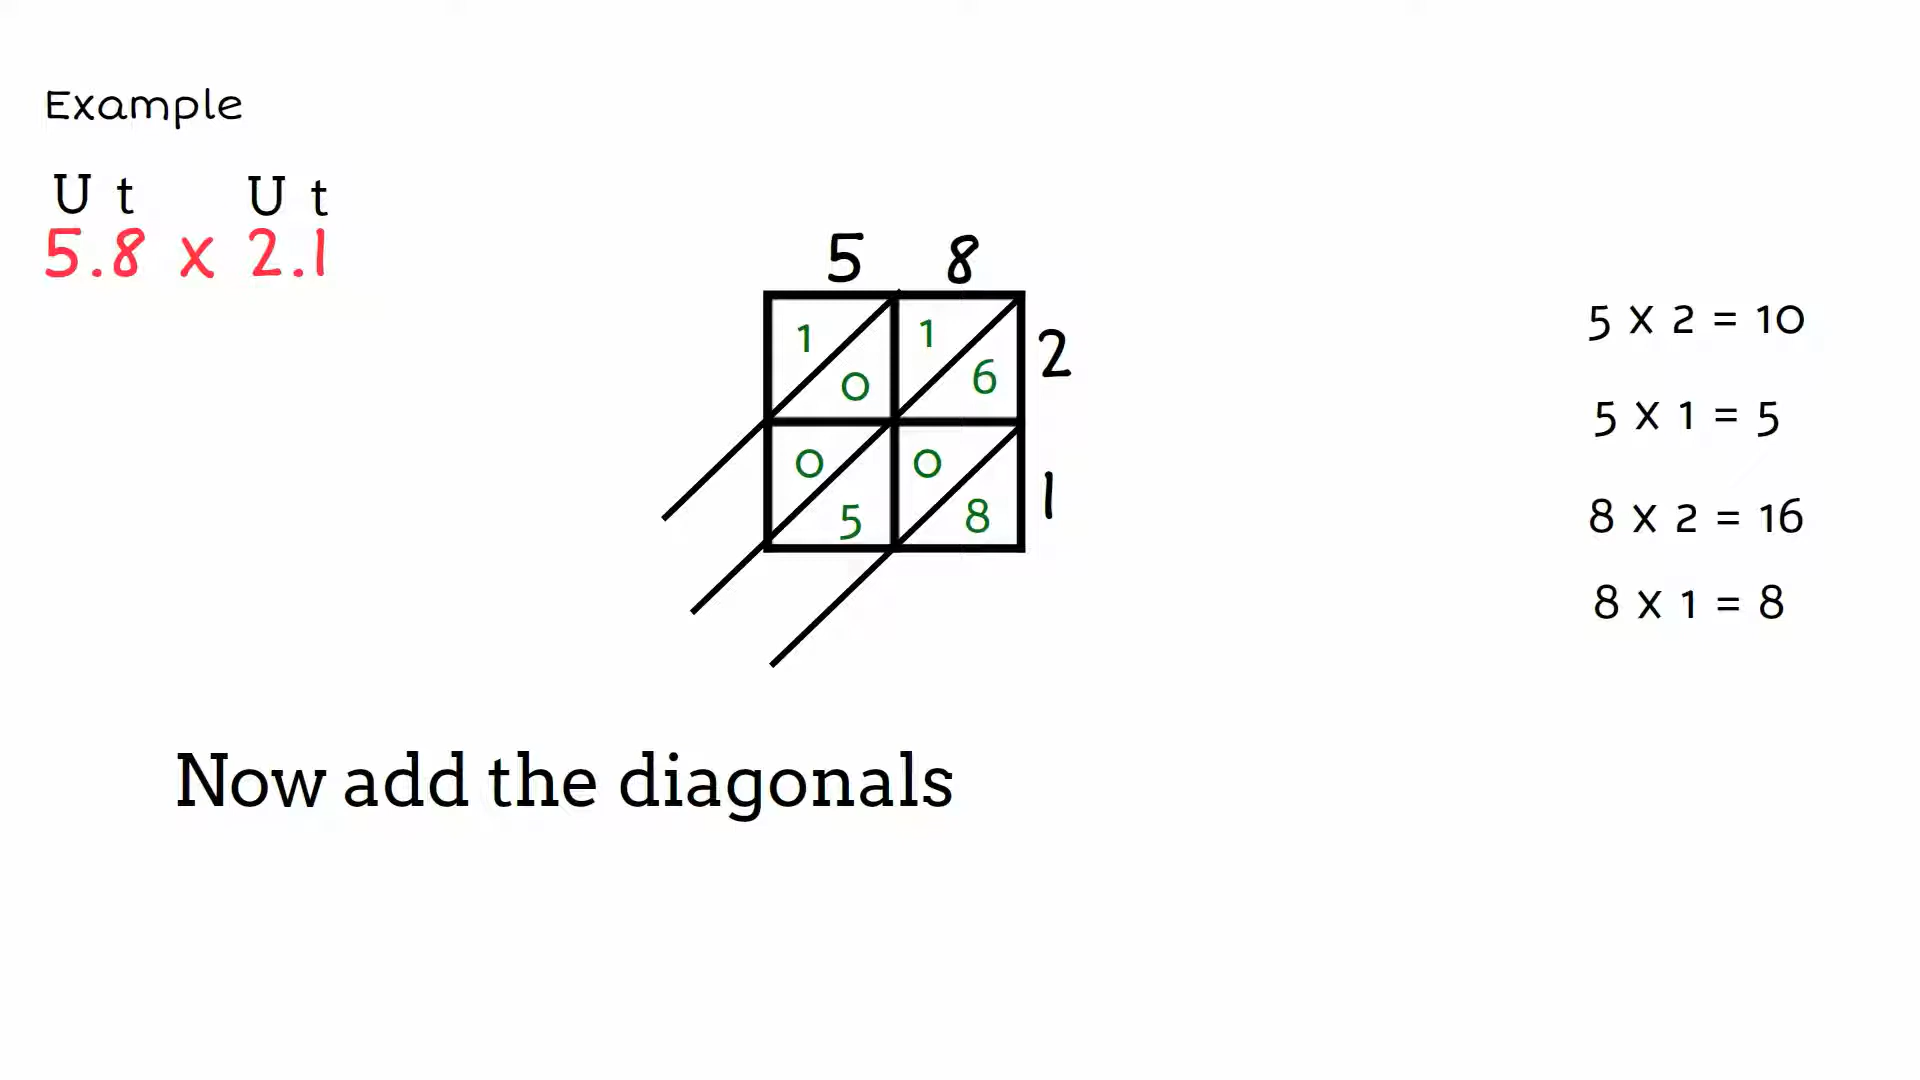 Example
U t U t
5.8 x 2.1
5 8
1 1
0 6
2
0 0
5 8
1
5 x 2 = 10
5 x 1 = 5
8 x 2 = 16
8 x 1 = 8
Now add the diagonals